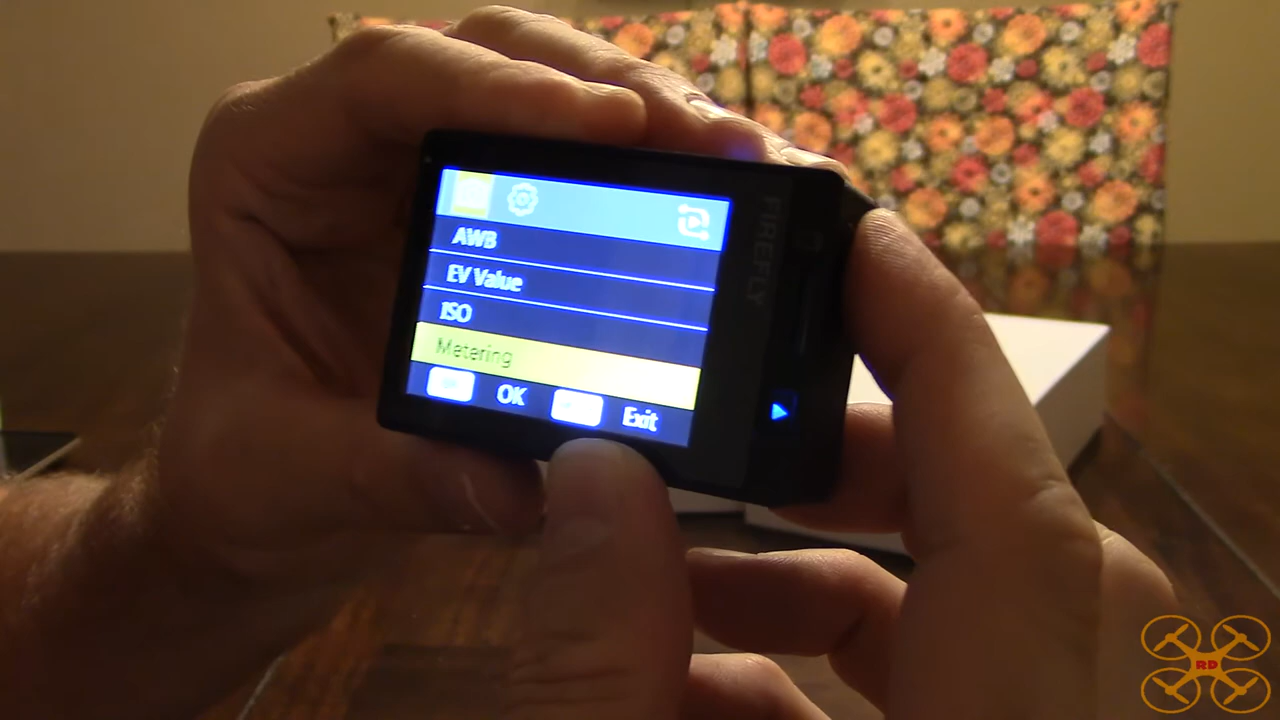 AWB
EV Value
ISO
Metering
OK Exit
FIREFLY
RD